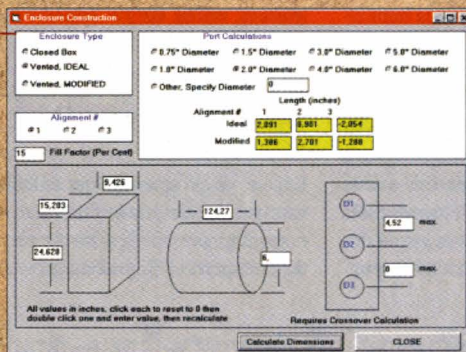 Enclosure Construction
Enclosure Type
Closed Box
Vented, IDEAL
Vented, MODIFIED
Port Calculations
0.75" Diameter 1.5" Diameter 3.0" Diameter 5.0" Diameter
1.0" Diameter 2.0" Diameter 4.0" Diameter 6.0" Diameter
Other, Specify Diameter 0
Length (inches)
Alignment # 1 2 3
Ideal 2,091 8,981 -2,054
Modified 1,386 2,701 -1,288
Alignment #
1 2 3
15 Fill Factor (Per Cent)
9,426
15,203
24,628
124,27
6,
D1
4,52 max.
D2
0 max.
D3
All values in inches, click each to reset to 0 then
double click one and enter value, then recalculate
Requires Crossover Calculation
Calculate Dimensions CLOSE